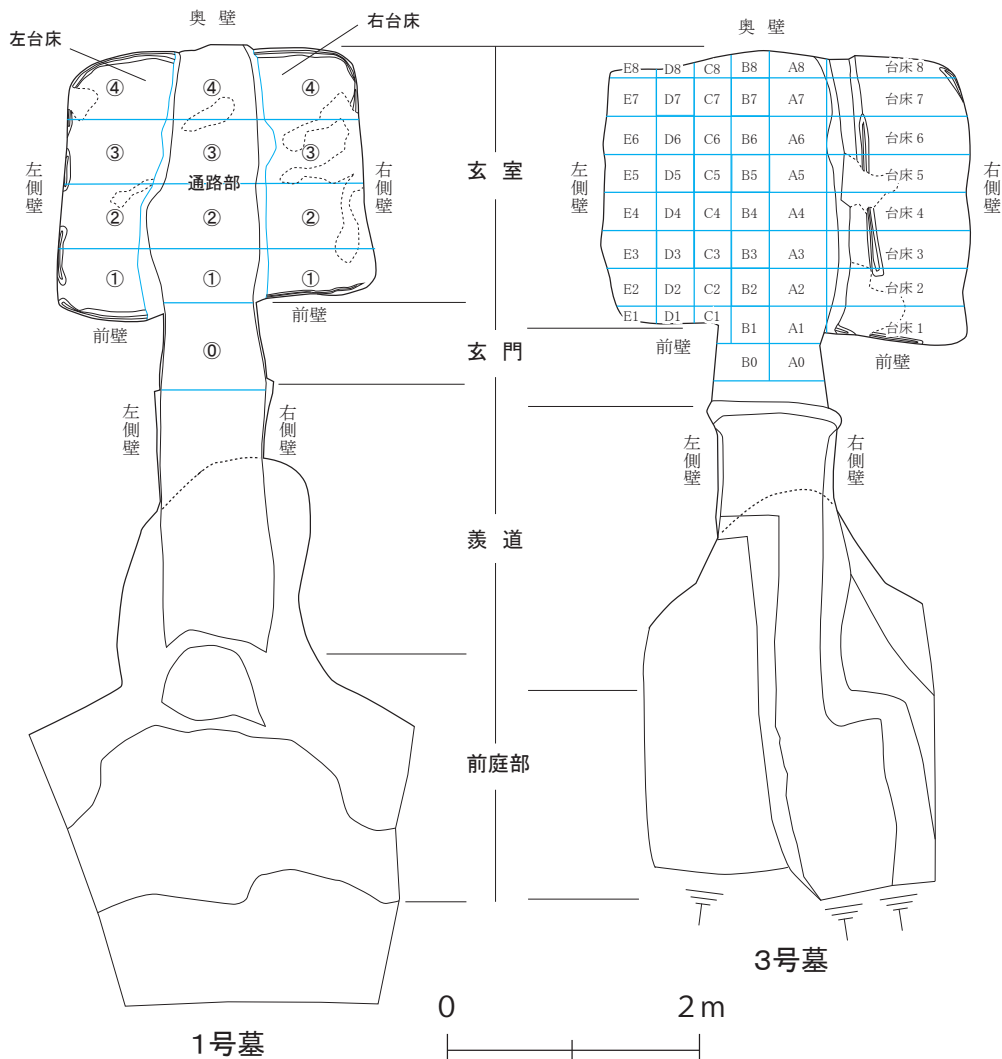 奥 壁
左台床
右台床
④ ④ ④
③ ③ ③
通路部
② ② ②
① ① ①
左側壁
右側壁
前壁
前壁
⓪
左側壁
右側壁
1号墓
玄 室
玄 門
羨 道
前庭部
奥 壁
E8 D8 C8 B8 A8 台床 8
E7 D7 C7 B7 A7 台床 7
E6 D6 C6 B6 A6 台床 6
E5 D5 C5 B5 A5 台床 5
E4 D4 C4 B4 A4 台床 4
E3 D3 C3 B3 A3 台床 3
E2 D2 C2 B2 A2 台床 2
E1 D1 C1 B1 A1 台床 1
B0 A0
左側壁
右側壁
前壁
前壁
左側壁
右側壁
3号墓
0 2m